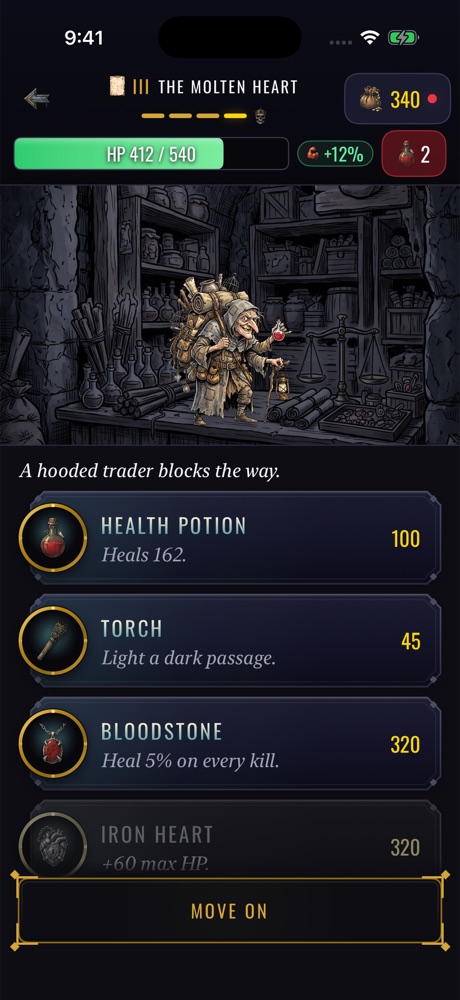 9:41
III THE MOLTEN HEART
340
HP 412 / 540
+12%
2
A hooded trader blocks the way.
HEALTH POTION
Heals 162.
100
TORCH
Light a dark passage.
45
BLOODSTONE
Heal 5% on every kill.
320
IRON HEART
+60 max HP.
320
MOVE ON